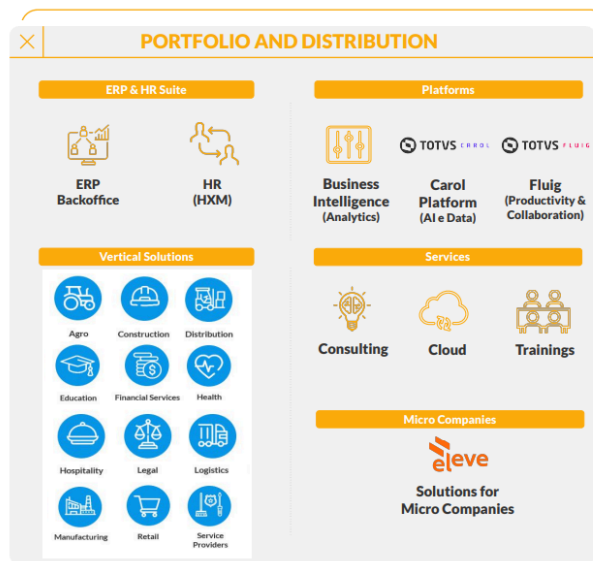 PORTFOLIO AND DISTRIBUTION
ERP & HR Suite
ERP
Backoffice
HR
(HXM)
Platforms
Business
Intelligence
(Analytics)
TOTVS CAROL
Carol
Platform
(AI e Data)
TOTVS FLUIG
Fluig
(Productivity &
Collaboration)
Vertical Solutions
Agro
Construction
Distribution
Education
Financial Services
Health
Hospitality
Legal
Logistics
Manufacturing
Retail
Service
Providers
Services
Consulting
Cloud
Trainings
Micro Companies
eleve
Solutions for
Micro Companies